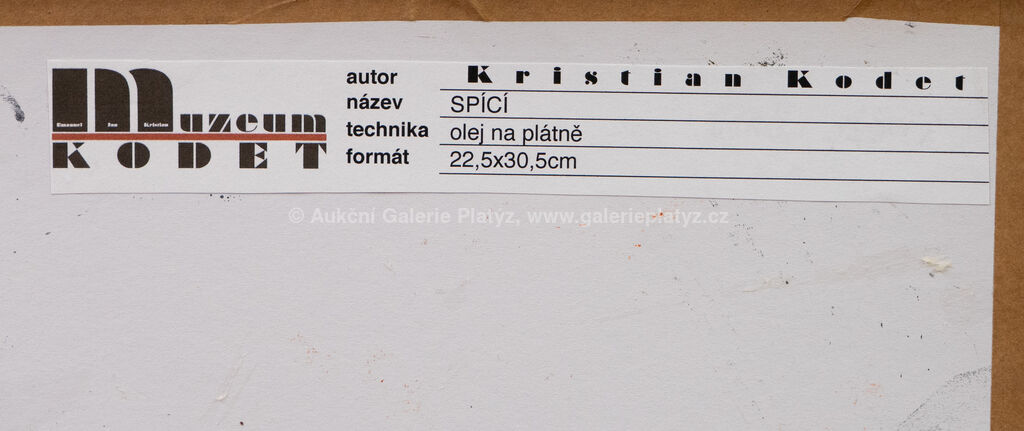 muzeum
Emanuel Jan Kristian
KODET
autor Kristian Kodet
název SPÍCÍ
technika olej na plátně
formát 22,5x30,5cm
© Aukční Galerie Platýz, www.galerieplatyz.cz